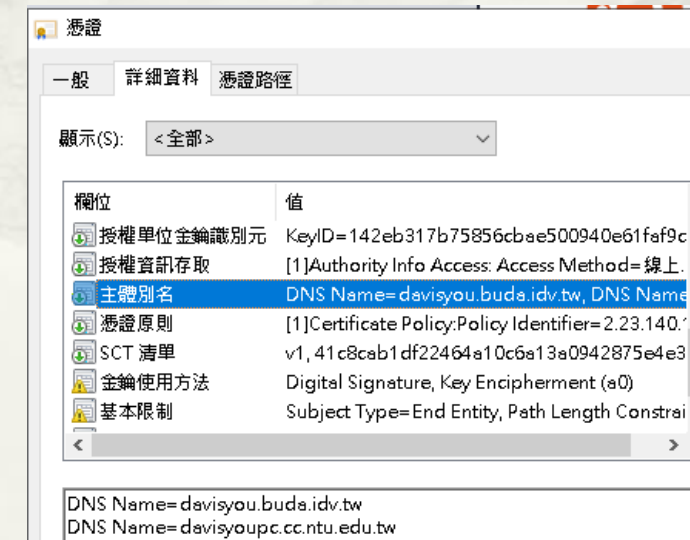 憑證
一般 詳細資料 憑證路徑
顯示(S): <全部>
欄位 值
授權單位金鑰識別元 KeyID=142eb317b75856cbae500940e61faf9c
授權資訊存取 [1]Authority Info Access: Access Method=線上.
主體別名 DNS Name=davisyou.buda.idv.tw, DNS Name
憑證原則 [1]Certificate Policy:Policy Identifier=2.23.140.1
SCT 清單 v1, 41c8cab1df22464a10c6a13a0942875e4e3
金鑰使用方法 Digital Signature, Key Encipherment (a0)
基本限制 Subject Type=End Entity, Path Length Constrai
DNS Name=davisyou.buda.idv.tw
DNS Name=davisyoupc.cc.ntu.edu.tw